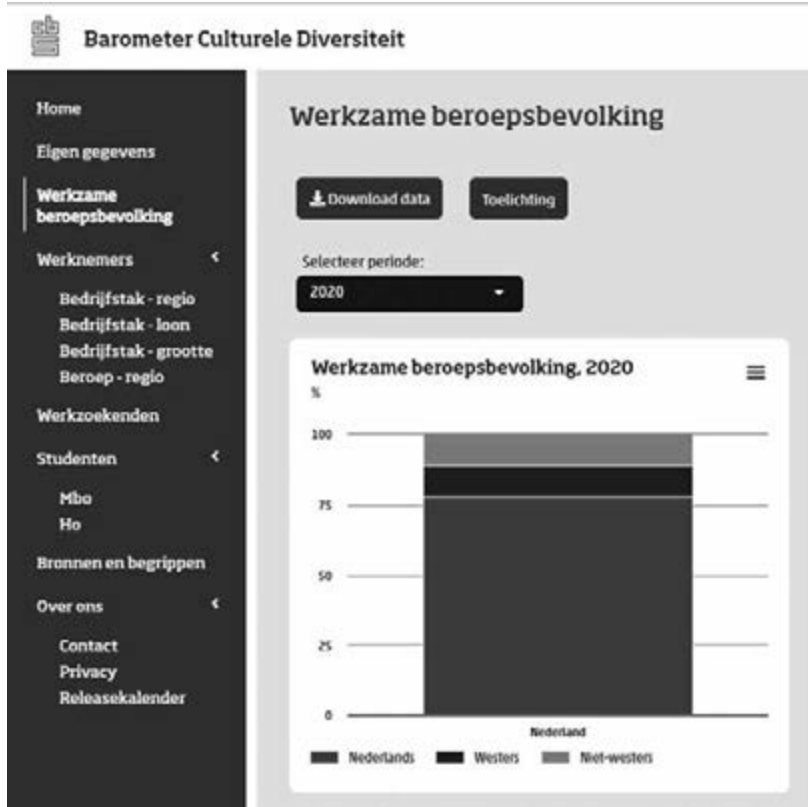 cbs
Barometer Culturele Diversiteit
Home
Eigen gegevens
Werkzame
beroepsbevolking
Werknemers
Bedrijfstak - regio
Bedrijfstak - loon
Bedrijfstak - grootte
Beroep - regio
Werkzoekenden
Studenten
Mbo
Ho
Bronnen en begrippen
Over ons
Contact
Privacy
Releasekalender
Werkzame beroepsbevolking
Download data
Toelichting
Selecteer periode:
2020
Werkzame beroepsbevolking, 2020
%
100
75
50
25
0
Nederland
Nederlands Westers Niet-westers